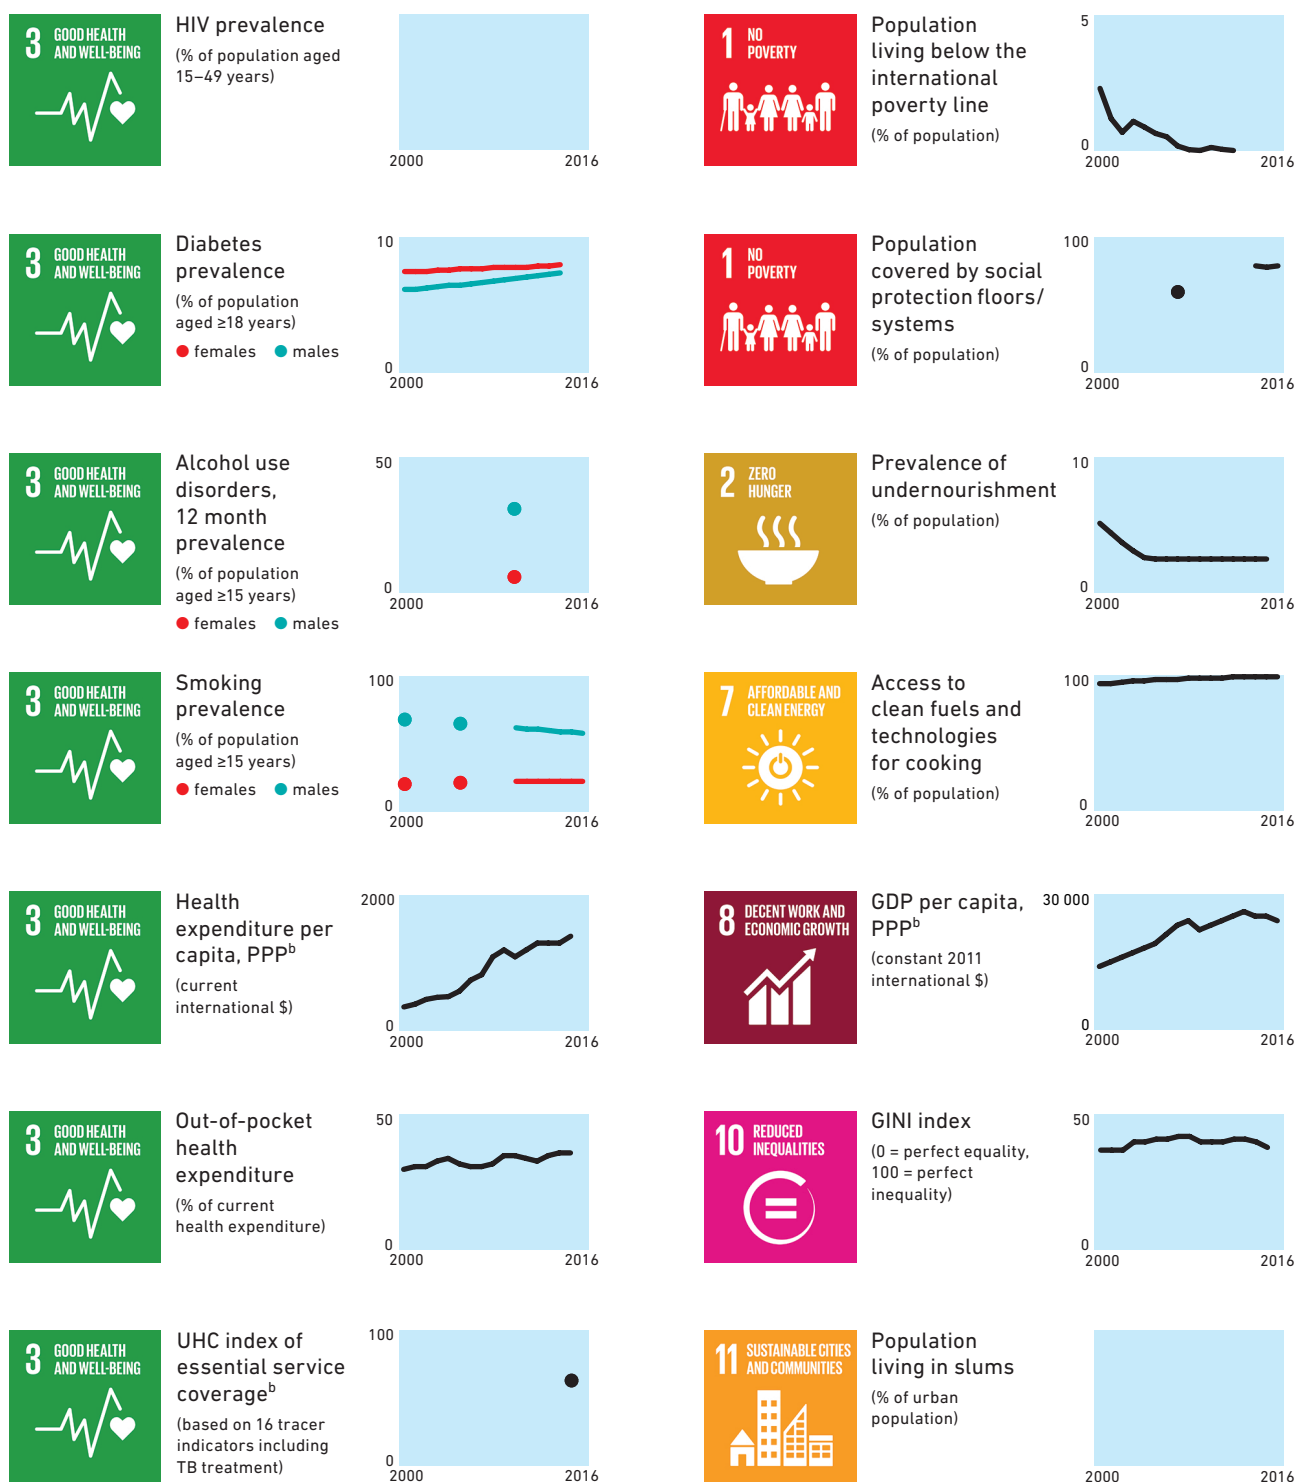 3 GOOD HEALTH
AND WELL-BEING
HIV prevalence
(% of population aged
15–49 years)
2000 2016
3 GOOD HEALTH
AND WELL-BEING
Diabetes
prevalence
(% of population
aged ≥18 years)
females males
10
0
2000 2016
3 GOOD HEALTH
AND WELL-BEING
Alcohol use
disorders,
12 month
prevalence
(% of population
aged ≥15 years)
females males
50
0
2000 2016
3 GOOD HEALTH
AND WELL-BEING
Smoking
prevalence
(% of population
aged ≥15 years)
females males
100
0
2000 2016
3 GOOD HEALTH
AND WELL-BEING
Health
expenditure per
capita, PPPb
(current
international $)
2000
0
2000 2016
3 GOOD HEALTH
AND WELL-BEING
Out-of-pocket
health
expenditure
(% of current
health expenditure)
50
0
2000 2016
3 GOOD HEALTH
AND WELL-BEING
UHC index of
essential service
coverageb
(based on 16 tracer
indicators including
TB treatment)
100
0
2000 2016
1 NO
POVERTY
Population
living below the
international
poverty line
(% of population)
5
0
2000 2016
1 NO
POVERTY
Population
covered by social
protection floors/
systems
(% of population)
100
0
2000 2016
2 ZERO
HUNGER
Prevalence of
undernourishment
(% of population)
10
0
2000 2016
7 AFFORDABLE AND
CLEAN ENERGY
Access to
clean fuels and
technologies
for cooking
(% of population)
100
0
2000 2016
8 DECENT WORK AND
ECONOMIC GROWTH
GDP per capita,
PPPb
(constant 2011
international $)
30 000
0
2000 2016
10 REDUCED
INEQUALITIES
GINI index
(0 = perfect equality,
100 = perfect
inequality)
50
0
2000 2016
11 SUSTAINABLE CITIES
AND COMMUNITIES
Population
living in slums
(% of urban
population)
2000 2016